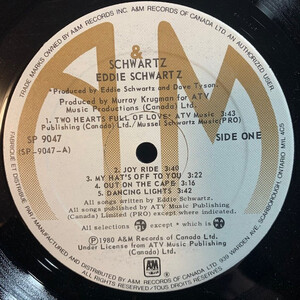 TRADE MARKS OWNED BY A&M RECORDS OF CANADA LTD.
&
SCHWARTZ
EDDIE SCHWARTZ
*Produced by Eddie Schwartz and Dave Tyson.
Produced by Murray Krugman for ATV
Music Productions (Canada) Ltd.
1. TWO HEARTS FULL OF LOVE* ATV Music 3:43
Publishing (Canada) Ltd./ Mussel Schwartz Music(PRO)
SP 9047
(SP-9047-A)
SIDE ONE
2. JOY RIDE 3:40
3. MY HAT'S OFF TO YOU 3:22
4. OUT ON THE CAPE 3:16
5. DANCING LIGHTS 3:42
All songs written by Eddie Schwartz.
All songs published by ATV Music Publishing
(Canada) Limited (PRO) except where indicated.
All selections except * which is
Ⓟ 1980 A&M Records of Canada Ltd.
Under License from ATV Music Publishing
(Canada) Ltd.
A&M
RECORDS
FABRIQUÉ ET DISTRIBUÉ PAR
MANUFACTURED AND DISTRIBUTED BY A&M RECORDS OF CANADA LTD. 939 WARDEN AVE. SCARBOROUGH ONTARIO M1L 4C5
ALL RIGHTS RESERVED/TOUS DROITS RESERVES